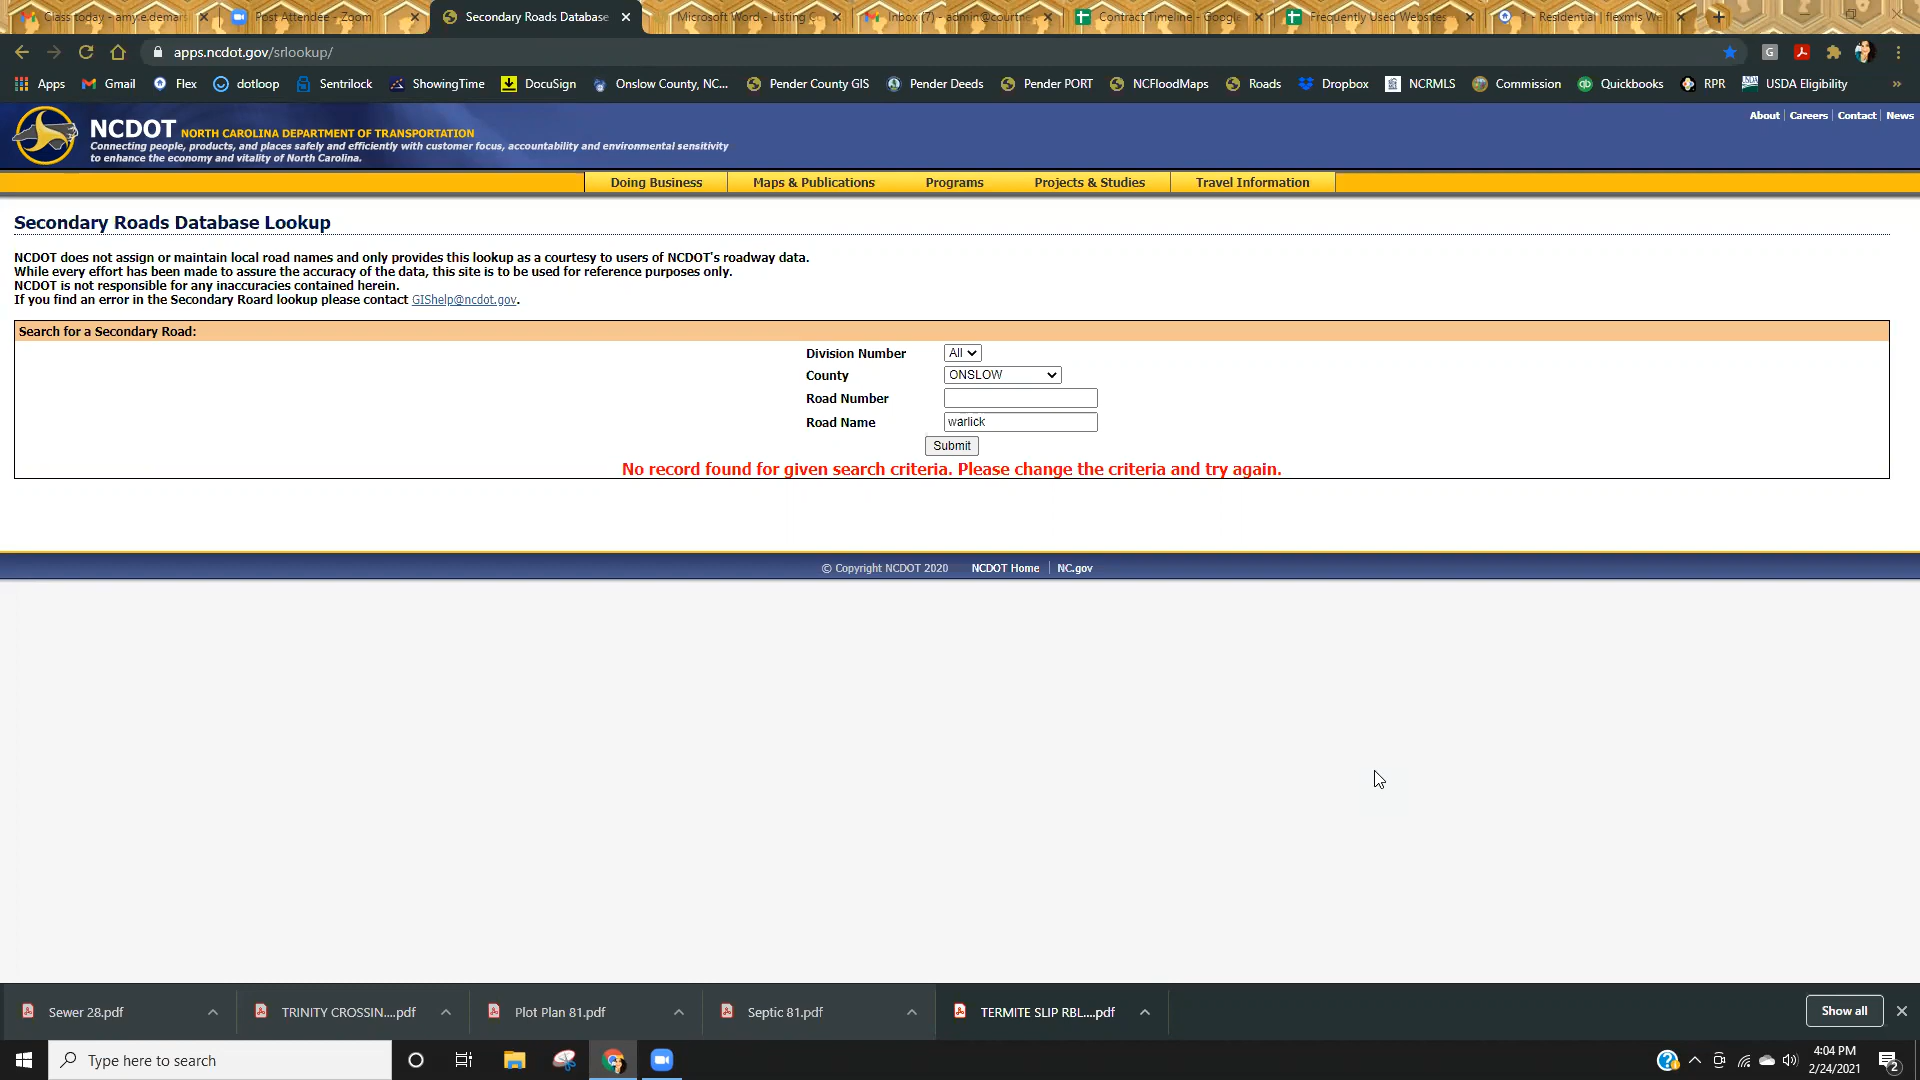 Class today - amy.e.demars
Post Attendee - Zoom
Secondary Roads Database
Microsoft Word - Listing Co
Inbox (7) - admin@courtne
Contract Timeline - Google
Frequently Used Websites
1 - Residential | flexmls We
apps.ncdot.gov/srlookup/
Apps Gmail Flex dotloop Sentrilock ShowingTime DocuSign Onslow County, NC... Pender County GIS Pender Deeds Pender PORT NCFloodMaps Roads Dropbox NCRMLS Commission Quickbooks RPR USDA Eligibility »
About | Careers | Contact | News
NCDOT NORTH CAROLINA DEPARTMENT OF TRANSPORTATION
Connecting people, products, and places safely and efficiently with customer focus, accountability and environmental sensitivity
to enhance the economy and vitality of North Carolina.
Doing Business Maps & Publications Programs Projects & Studies Travel Information
Secondary Roads Database Lookup
NCDOT does not assign or maintain local road names and only provides this lookup as a courtesy to users of NCDOT's roadway data.
While every effort has been made to assure the accuracy of the data, this site is to be used for reference purposes only.
NCDOT is not responsible for any inaccuracies contained herein.
If you find an error in the Secondary Roard lookup please contact GIShelp@ncdot.gov.
Search for a Secondary Road:
Division Number All
County ONSLOW
Road Number
Road Name warlick
Submit
No record found for given search criteria. Please change the criteria and try again.
© Copyright NCDOT 2020 NCDOT Home | NC.gov
Sewer 28.pdf TRINITY CROSSIN....pdf Plot Plan 81.pdf Septic 81.pdf TERMITE SLIP RBL....pdf Show all
Type here to search
4:04 PM
2/24/2021
2